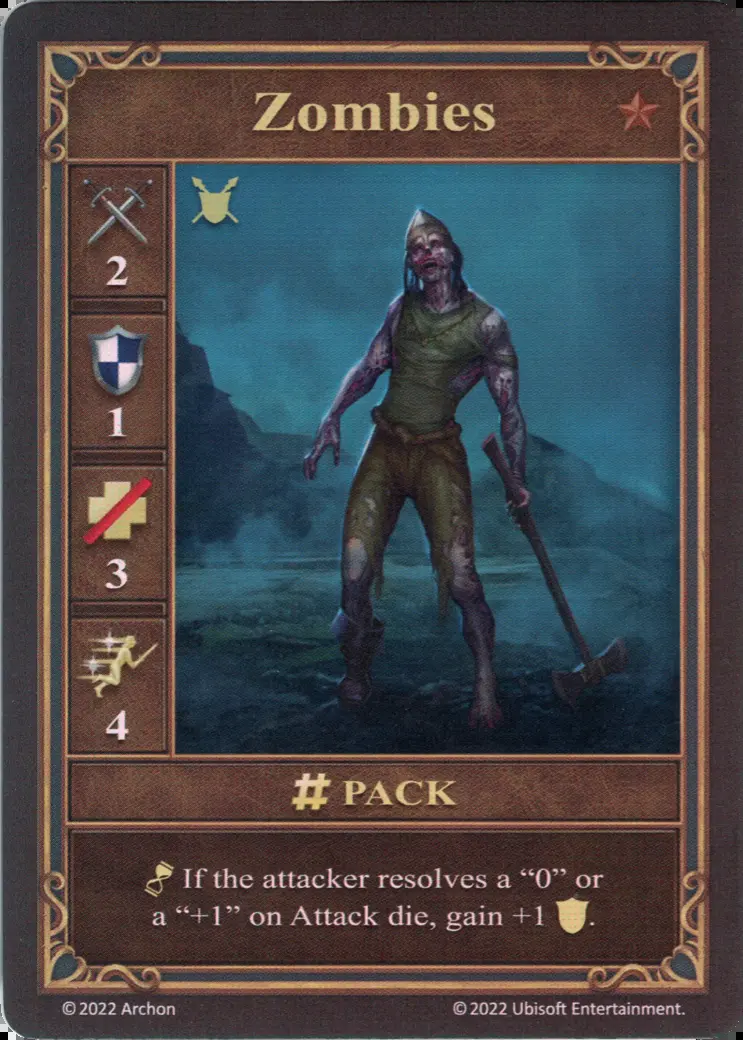 Zombies
2
1
3
4
# PACK
If the attacker resolves a “0” or
a “+1” on Attack die, gain +1 .
© 2022 Archon
© 2022 Ubisoft Entertainment.